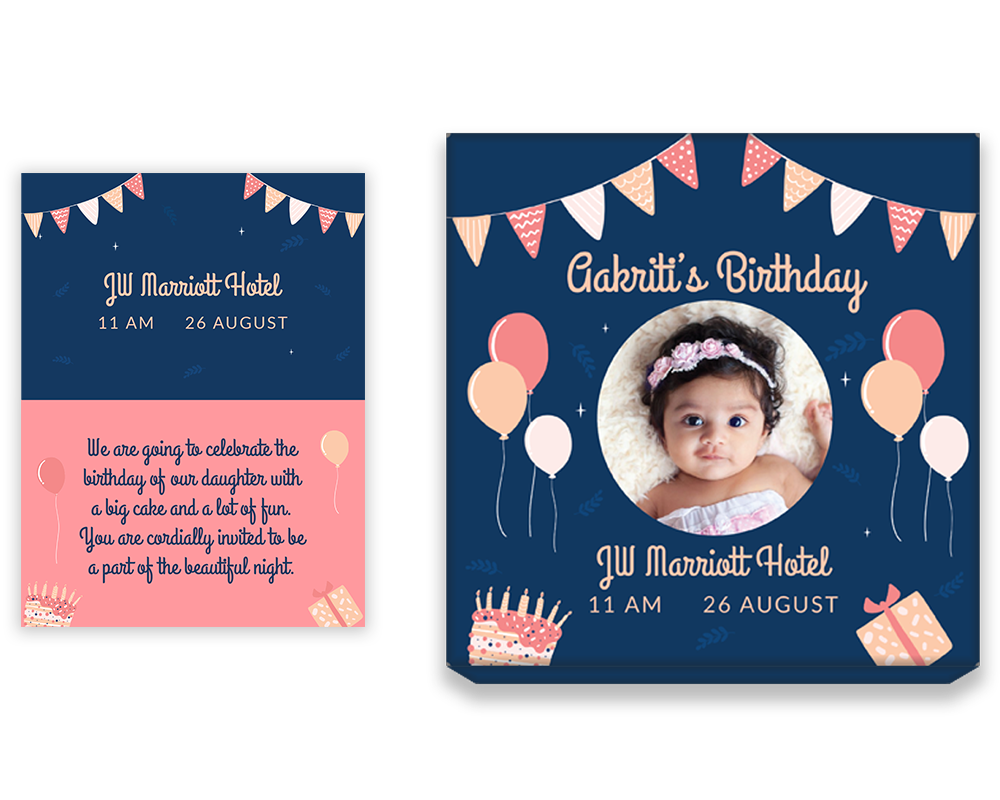 JW Marriott Hotel
11 AM 26 AUGUST
We are going to celebrate the
birthday of our daughter with
a big cake and a lot of fun.
You are cordially invited to be
a part of the beautiful night.
Aakriti's Birthday
JW Marriott Hotel
11 AM 26 AUGUST